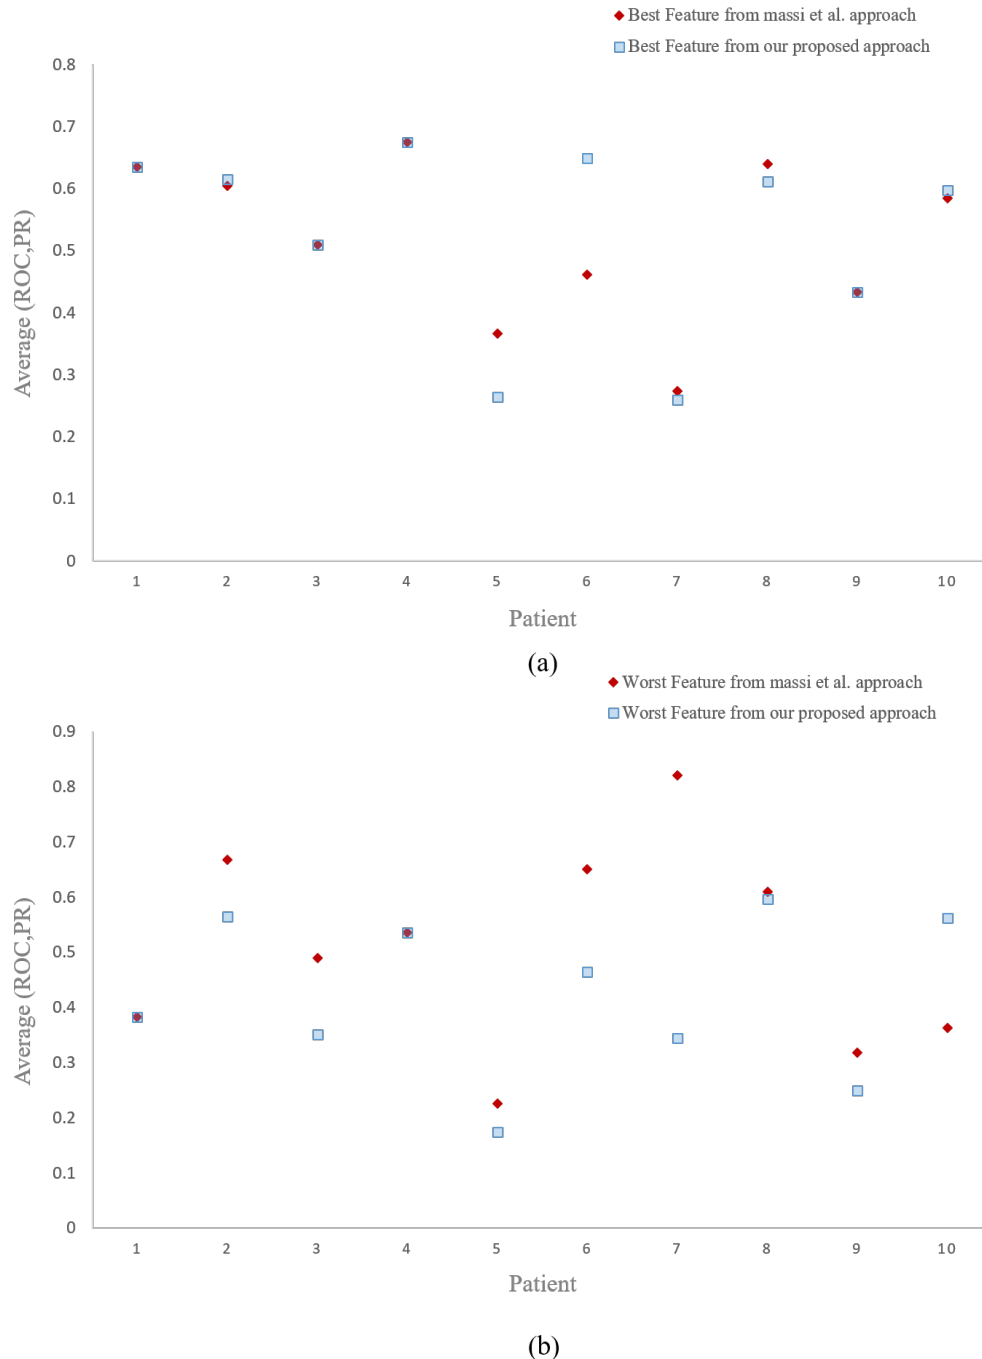 Best Feature from massi et al. approach
Best Feature from our proposed approach
0.8
0.7
0.6
0.5
0.4
0.3
0.2
0.1
0
Average (ROC,PR)
1 2 3 4 5 6 7 8 9 10
Patient
(a)
Worst Feature from massi et al. approach
Worst Feature from our proposed approach
0.9
0.8
0.7
0.6
0.5
0.4
0.3
0.2
0.1
0
Average (ROC,PR)
1 2 3 4 5 6 7 8 9 10
Patient
(b)